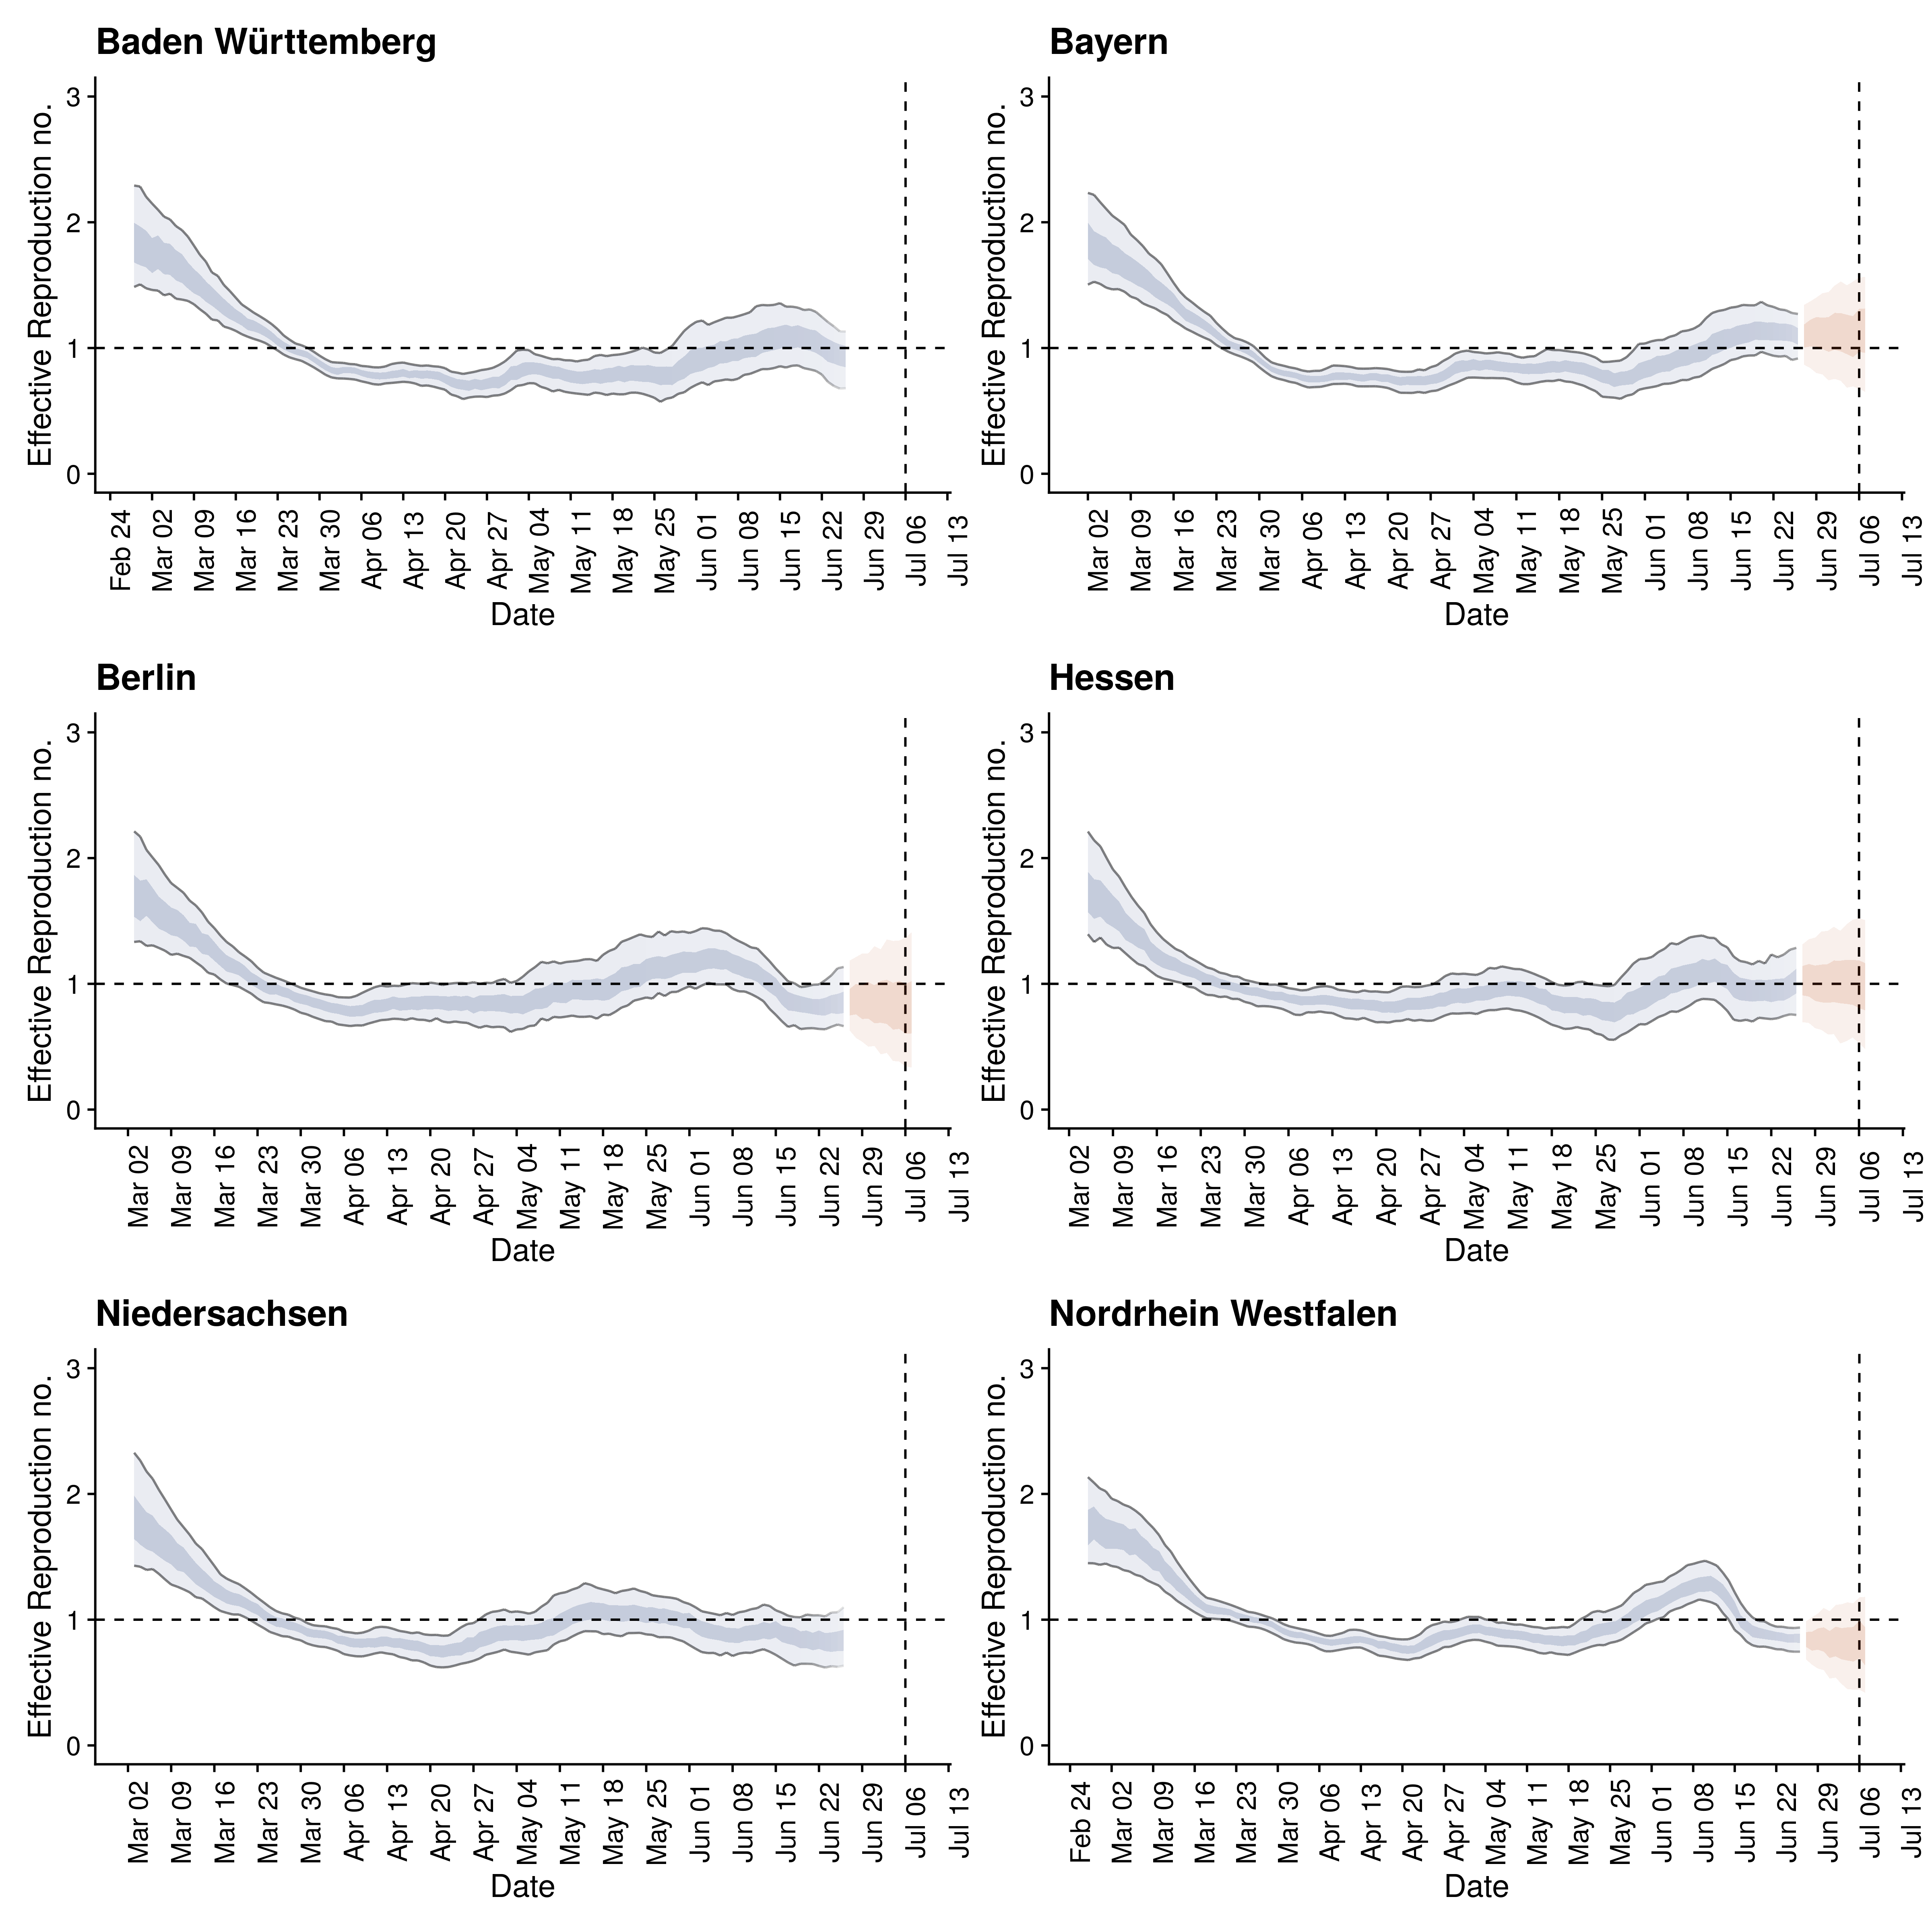 Baden Württemberg
Effective Reproduction no.
3
2
1
0
Feb 24 Mar 02 Mar 09 Mar 16 Mar 23 Mar 30 Apr 06 Apr 13 Apr 20 Apr 27 May 04 May 11 May 18 May 25 Jun 01 Jun 08 Jun 15 Jun 22 Jun 29 Jul 06 Jul 13
Date
Bayern
Effective Reproduction no.
3
2
1
0
Mar 02 Mar 09 Mar 16 Mar 23 Mar 30 Apr 06 Apr 13 Apr 20 Apr 27 May 04 May 11 May 18 May 25 Jun 01 Jun 08 Jun 15 Jun 22 Jun 29 Jul 06 Jul 13
Date
Berlin
Effective Reproduction no.
3
2
1
0
Mar 02 Mar 09 Mar 16 Mar 23 Mar 30 Apr 06 Apr 13 Apr 20 Apr 27 May 04 May 11 May 18 May 25 Jun 01 Jun 08 Jun 15 Jun 22 Jun 29 Jul 06 Jul 13
Date
Hessen
Effective Reproduction no.
3
2
1
0
Mar 02 Mar 09 Mar 16 Mar 23 Mar 30 Apr 06 Apr 13 Apr 20 Apr 27 May 04 May 11 May 18 May 25 Jun 01 Jun 08 Jun 15 Jun 22 Jun 29 Jul 06 Jul 13
Date
Niedersachsen
Effective Reproduction no.
3
2
1
0
Mar 02 Mar 09 Mar 16 Mar 23 Mar 30 Apr 06 Apr 13 Apr 20 Apr 27 May 04 May 11 May 18 May 25 Jun 01 Jun 08 Jun 15 Jun 22 Jun 29 Jul 06 Jul 13
Date
Nordrhein Westfalen
Effective Reproduction no.
3
2
1
0
Feb 24 Mar 02 Mar 09 Mar 16 Mar 23 Mar 30 Apr 06 Apr 13 Apr 20 Apr 27 May 04 May 11 May 18 May 25 Jun 01 Jun 08 Jun 15 Jun 22 Jun 29 Jul 06 Jul 13
Date